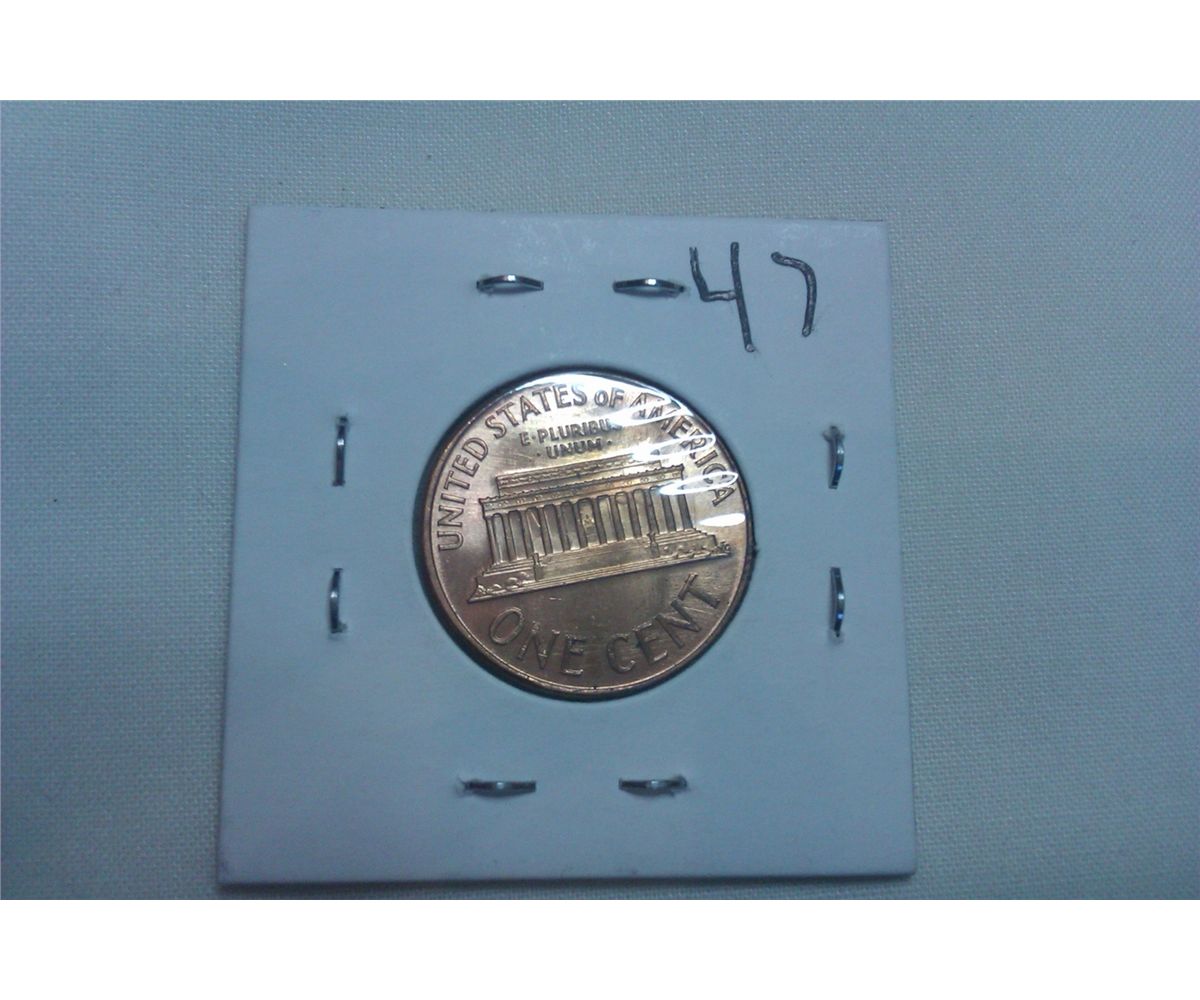 47
UNITED STATES OF AMERICA
E·PLURIBUS
·UNUM·
ONE CENT